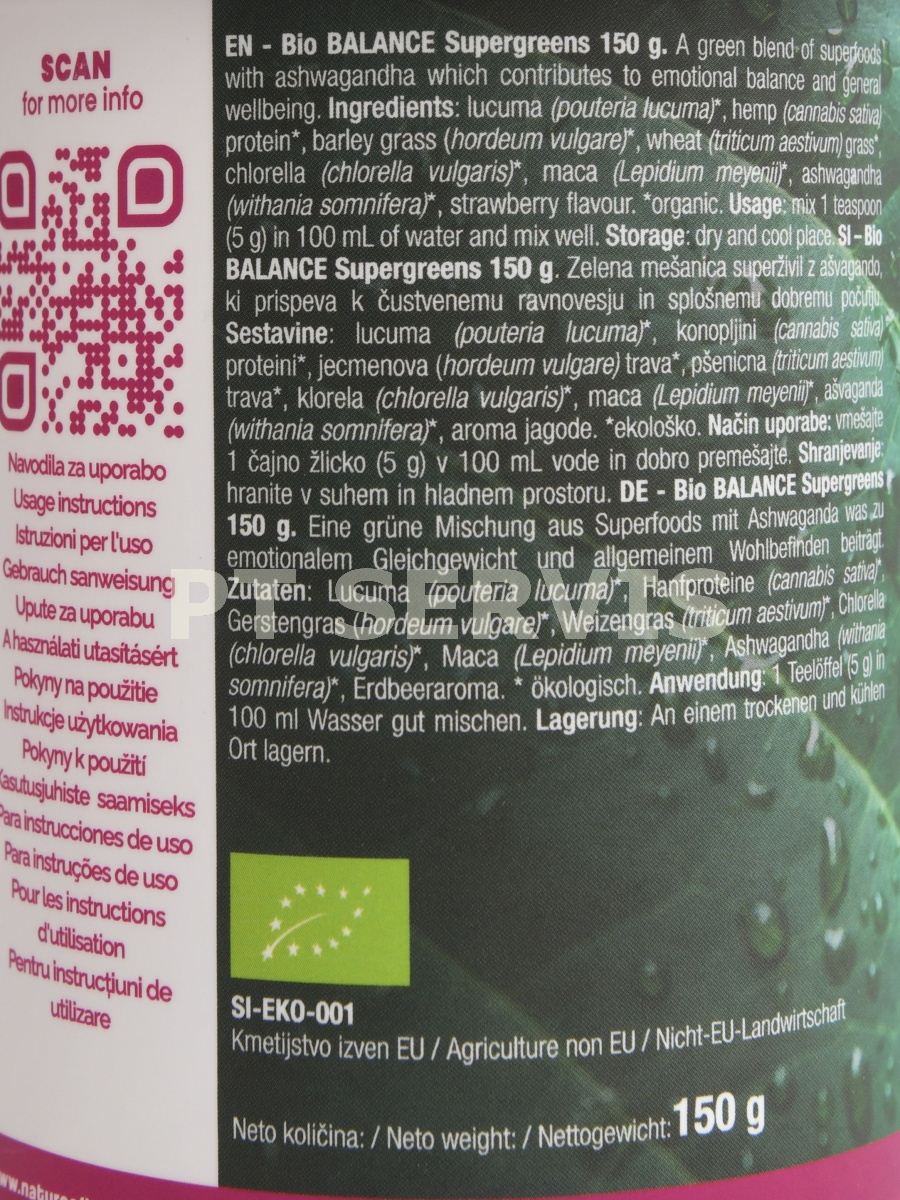 SCAN
for more info
Navodila za uporabo
Usage instructions
Istruzioni per l'uso
Gebrauch sanweisung
Upute za uporabu
A használati utasításért
Pokyny na použitie
Instrukcje użytkowania
Pokyny k použití
Kasutusjuhiste saamiseks
Para instrucciones de uso
Para instruções de uso
Pour les instructions
d'utilisation
Pentru instrucțiuni de
utilizare
EN - Bio BALANCE Supergreens 150 g. A green blend of superfoods
with ashwagandha which contributes to emotional balance and general
wellbeing. Ingredients: lucuma (pouteria lucuma)*, hemp (cannabis sativa)
protein*, barley grass (hordeum vulgare)*, wheat (triticum aestivum) grass*,
chlorella (chlorella vulgaris)*, maca (Lepidium meyenii)*, ashwagandha
(withania somnifera)*, strawberry flavour. *organic. Usage: mix 1 teaspoon
(5 g) in 100 mL of water and mix well. Storage: dry and cool place. SI – Bio
BALANCE Supergreens 150 g. Zelena mešanica superživil z ašvagando,
ki prispeva k čustvenemu ravnovesju in splošnemu dobremu počutju.
Sestavine: lucuma (pouteria lucuma)*, konopljini (cannabis sativa)
proteini*, jecmenova (hordeum vulgare) trava*, pšenicna (triticum aestivum)
trava*, klorela (chlorella vulgaris)*, maca (Lepidium meyenii)*, ašvaganda
(withania somnifera)*, aroma jagode. *ekološko. Način uporabe: vmešajte
1 čajno žlicko (5 g) v 100 mL vode in dobro premešajte. Shranjevanje:
hranite v suhem in hladnem prostoru. DE - Bio BALANCE Supergreens
150 g. Eine grüne Mischung aus Superfoods mit Ashwaganda was zu
emotionalem Gleichgewicht und allgemeinem Wohlbefinden beiträgt.
Zutaten: Lucuma (pouteria lucuma)*, Hanfproteine (cannabis sativa)*,
Gerstengras (hordeum vulgare)*, Weizengras (triticum aestivum)*, Chlorella
(chlorella vulgaris)*, Maca (Lepidium meyenii)*, Ashwagandha (withania
somnifera)*, Erdbeeraroma. * ökologisch. Anwendung: 1 Teelöffel (5 g) in
100 ml Wasser gut mischen. Lagerung: An einem trockenen und kühlen
Ort lagern.
PT SERVIS
SI-EKO-001
Kmetijstvo izven EU / Agriculture non EU / Nicht-EU-Landwirtschaft
Neto količina: / Neto weight: / Nettogewicht: 150 g